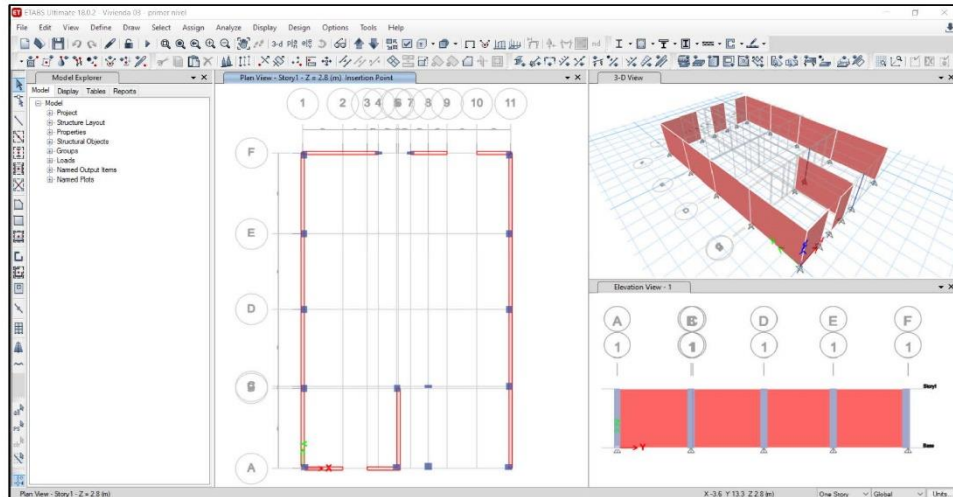 ETABS Ultimate 18.0.2 - Vivienda 03 - primer nivel
File Edit View Define Draw Select Assign Analyze Display Design Options Tools Help
Model Explorer
Model Display Tables Reports
Model
Project
Structure Layout
Properties
Structural Objects
Groups
Loads
Named Output Items
Named Plots
Plan View - Story1 - Z = 2.8 (m) Insertion Point
1 2 3 4 7 8 9 10 11
F
E
D
A
X
3-D View
D
Elevation View - 1
A D E F
1 1 1 1 1
Story1
Base
Y
Plan View - Story1 - Z = 2.8 (m)
X -3.6 Y 13.3 Z 2.8 (m) One Story Global Units...